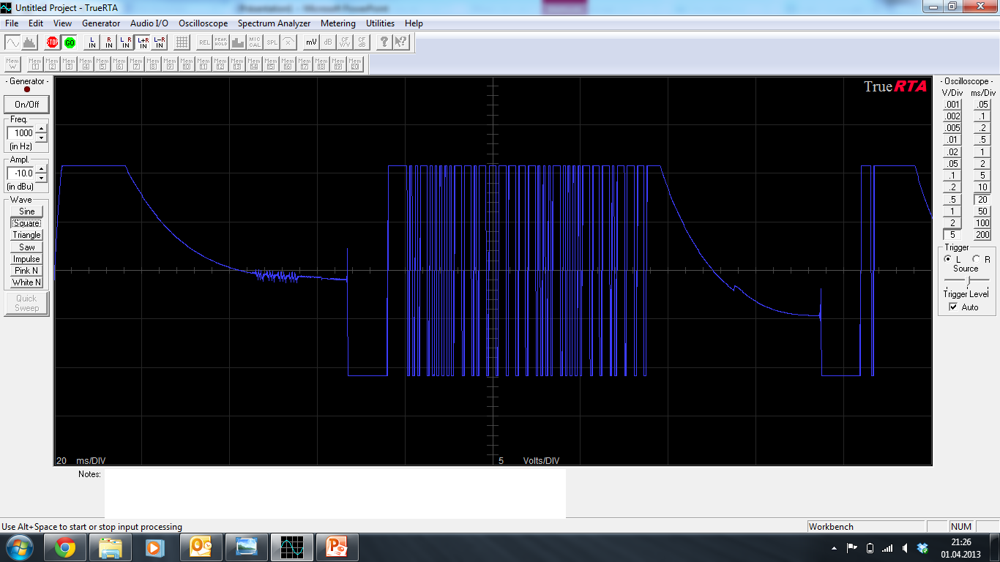 Untitled Project - TrueRTA
File Edit View Generator Audio I/O Oscilloscope Spectrum Analyzer Metering Utilities Help
STOP GO L IN R IN L R IN L+R IN L-R IN REL PEAK HOLD MIC CAL SPL mV dB CF V/V CF dB ? ?
Mem W Mem 1 Mem 2 Mem 3 Mem 4 Mem 5 Mem 6 Mem 7 Mem 8 Mem 9 Mem 10 Mem 11 Mem 12 Mem 13 Mem 14 Mem 15 Mem 16 Mem 17 Mem 18 Mem 19 Mem 20
- Generator -
On/Off
Freq.
1000
(in Hz)
Ampl.
-10.0
(in dBu)
Wave
Sine
Square
Triangle
Saw
Impulse
Pink N
White N
Quick
Sweep
TrueRTA
20 ms/DIV 5 Volts/DIV
- Oscilloscope -
V/Div ms/Div
.001 .05
.002 .1
.005 .2
.01 .5
.02 1
.05 2
.1 5
.2 10
.5 20
1 50
2 100
5 200
Trigger
L R
Source
Trigger Level
Auto
Notes:
Use Alt+Space to start or stop input processing Workbench NUM
21:26
01.04.2013